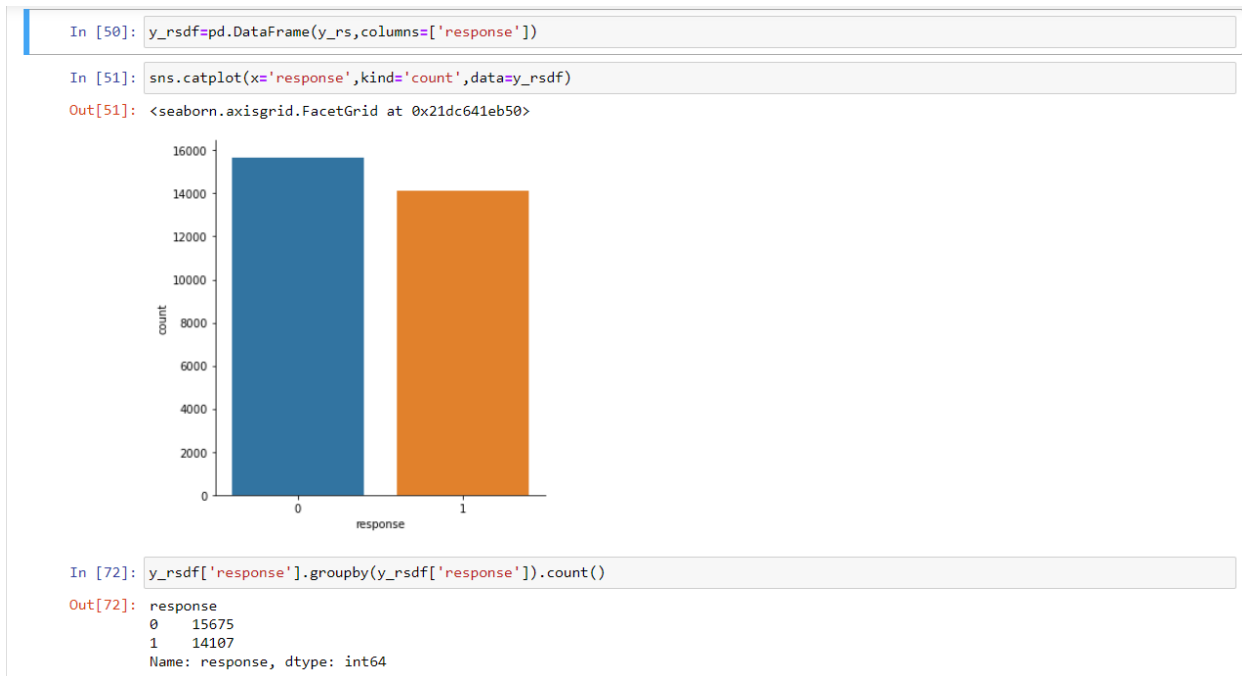 In [50]: y_rsdf=pd.DataFrame(y_rs,columns=['response'])
In [51]: sns.catplot(x='response',kind='count',data=y_rsdf)
Out[51]: <seaborn.axisgrid.FacetGrid at 0x21dc641eb50>
16000
14000
12000
10000
8000
6000
4000
2000
0
count
0 1
response
In [72]: y_rsdf['response'].groupby(y_rsdf['response']).count()
Out[72]: response
0 15675
1 14107
Name: response, dtype: int64